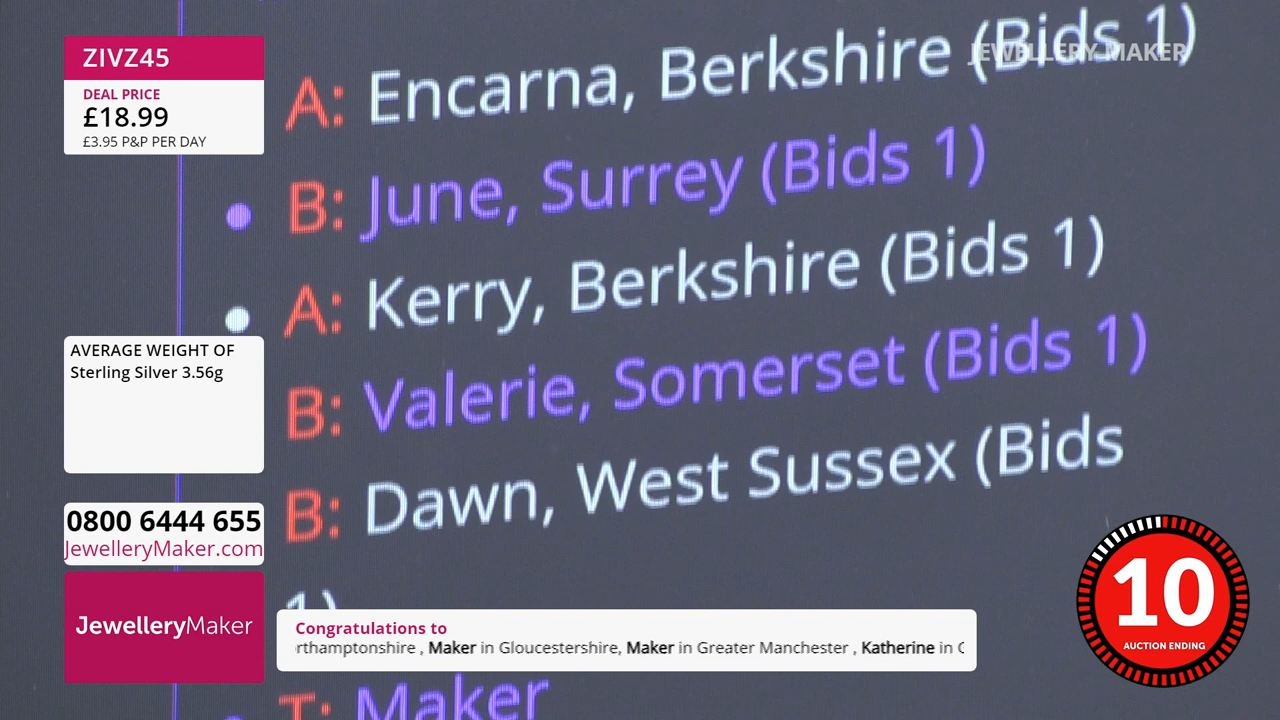 ZIVZ45
DEAL PRICE
£18.99
£3.95 P&P PER DAY
JEWELLERY MAKER
A: Encarna, Berkshire (Bids 1)
B: June, Surrey (Bids 1)
A: Kerry, Berkshire (Bids 1)
B: Valerie, Somerset (Bids 1)
B: Dawn, West Sussex (Bids
1)
T: Maker
AVERAGE WEIGHT OF
Sterling Silver 3.56g
0800 6444 655
JewelleryMaker.com
JewelleryMaker
Congratulations to
rthamptonshire , Maker in Gloucestershire, Maker in Greater Manchester , Katherine in
10
AUCTION ENDING